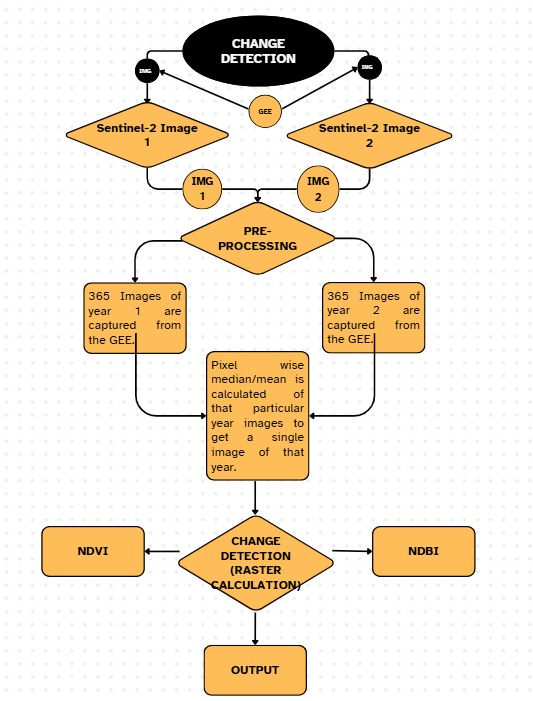 CHANGE
DETECTION
IMG
IMG
GEE
Sentinel-2 Image
1
Sentinel-2 Image
2
IMG
1
IMG
2
PRE-
PROCESSING
365 Images of
year 1 are
captured from
the GEE.
365 Images of
year 2 are
captured from
the GEE.
Pixel wise
median/mean is
calculated of
that particular
year images to
get a single
image of that
year.
CHANGE
DETECTION
(RASTER
CALCULATION)
NDVI
NDBI
OUTPUT